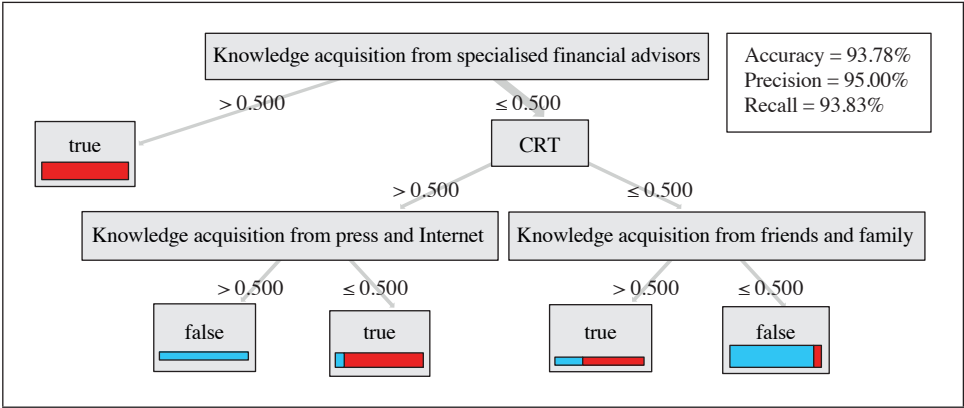 Knowledge acquisition from specialised financial advisors
Accuracy = 93.78%
Precision = 95.00%
Recall = 93.83%
> 0.500
≤ 0.500
true
CRT
> 0.500
≤ 0.500
Knowledge acquisition from press and Internet
Knowledge acquisition from friends and family
> 0.500
≤ 0.500
> 0.500
≤ 0.500
false
true
true
false